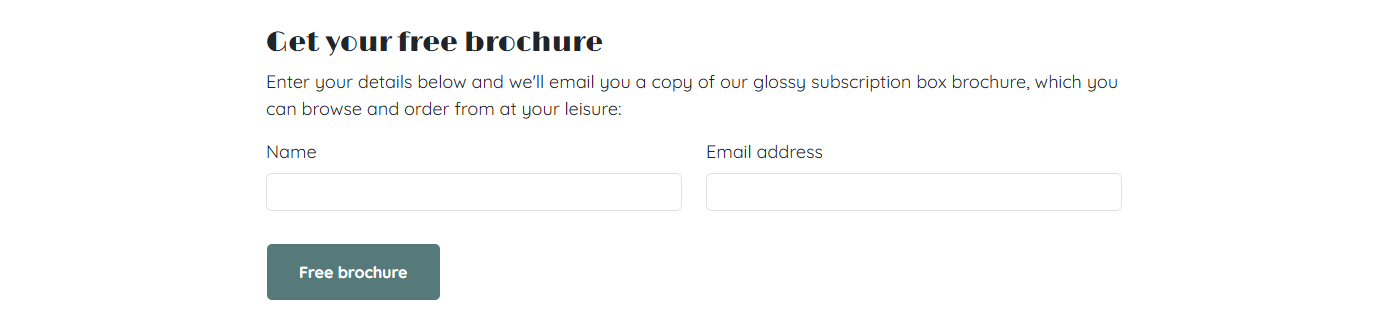 Get your free brochure
Enter your details below and we'll email you a copy of our glossy subscription box brochure, which you
can browse and order from at your leisure:
Name
Email address
Free brochure